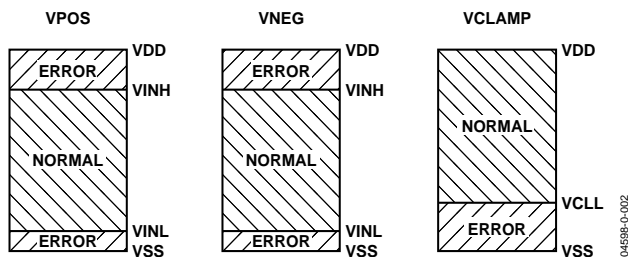 VPOS
VDD
ERROR
VINH
NORMAL
VINL
ERROR
VSS
VNEG
VDD
ERROR
VINH
NORMAL
VINL
ERROR
VSS
VCLAMP
VDD
NORMAL
VCLL
ERROR
VSS
04598-0-002